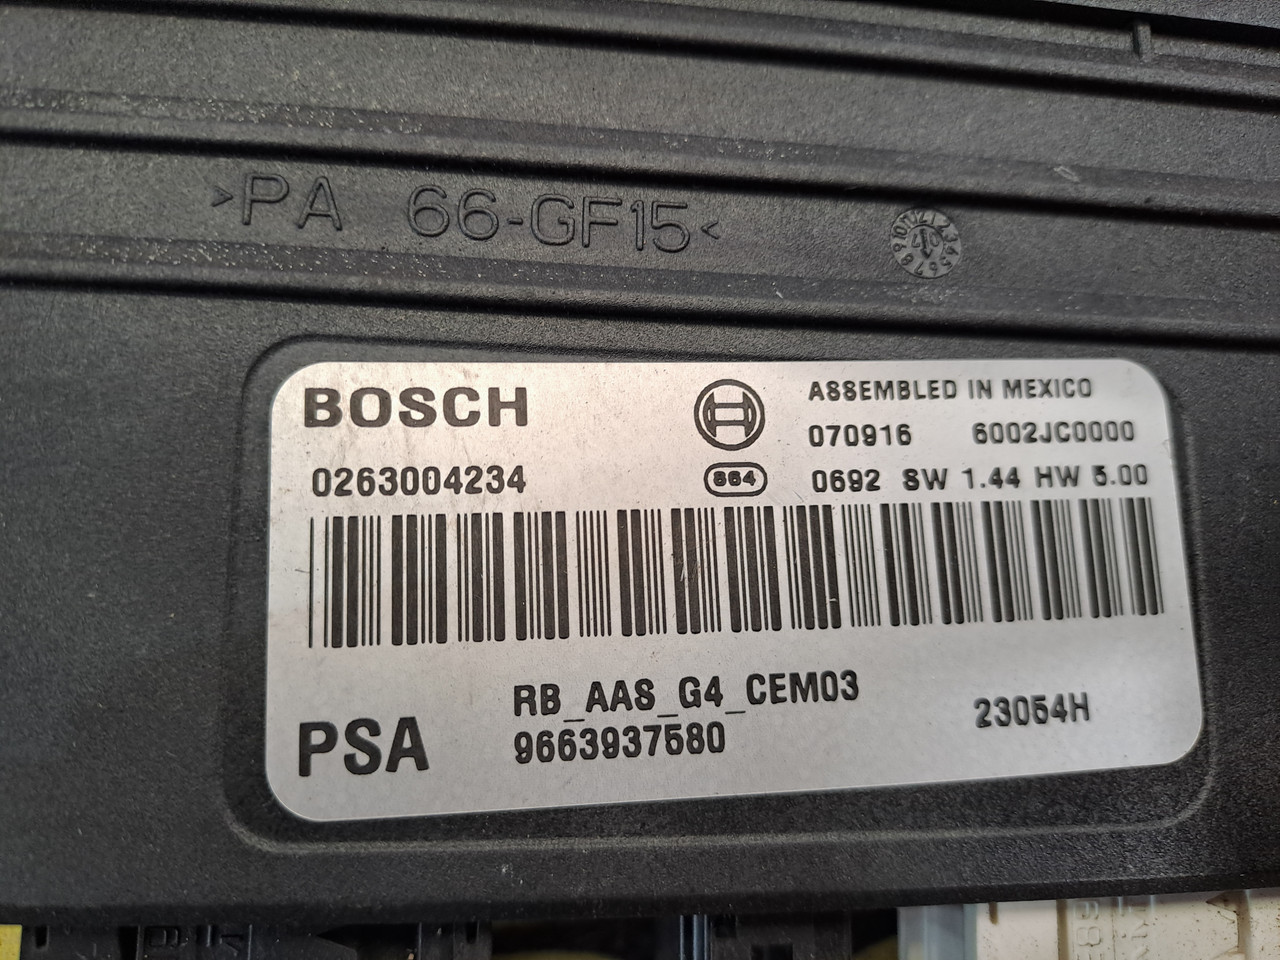 >PA 66-GF15<
BOSCH
ASSEMBLED IN MEXICO
070916 6002JC0000
0263004234
864
0692 SW 1.44 HW 5.00
RB_AAS_G4_CEM03
PSA
9663937580
23054H